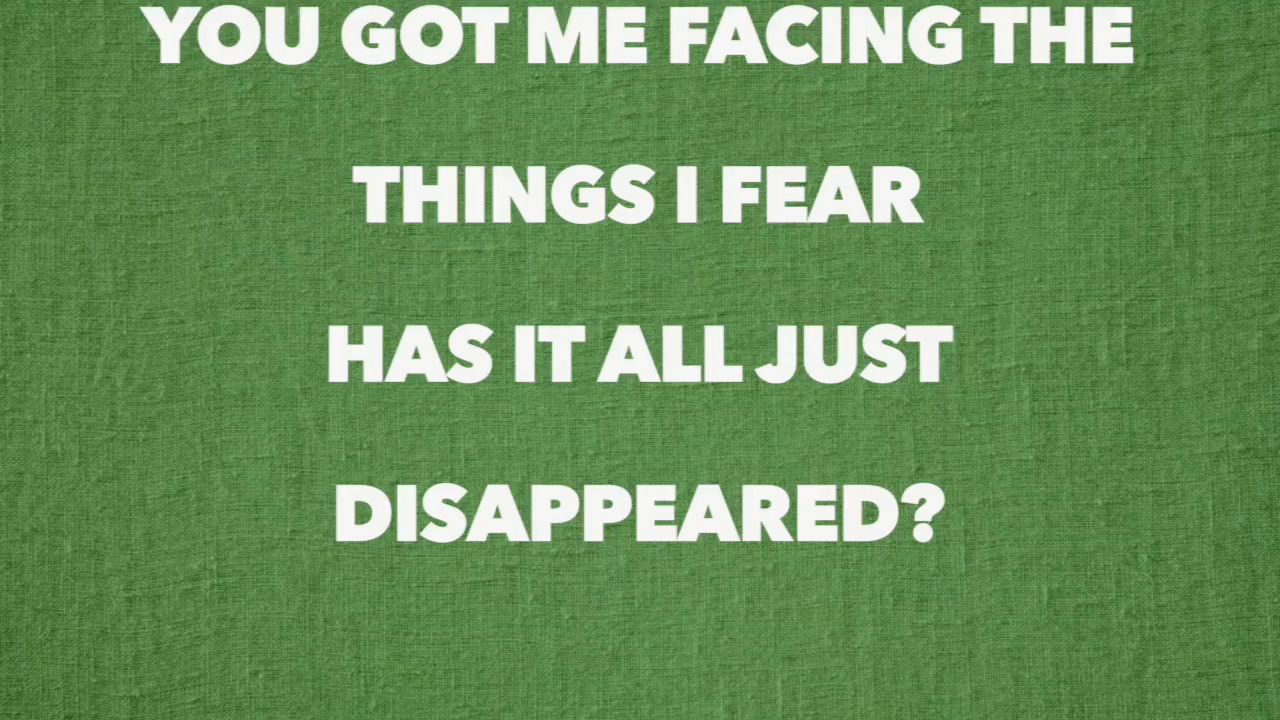 YOU GOT ME FACING THE
THINGS I FEAR
HAS IT ALL JUST
DISAPPEARED?